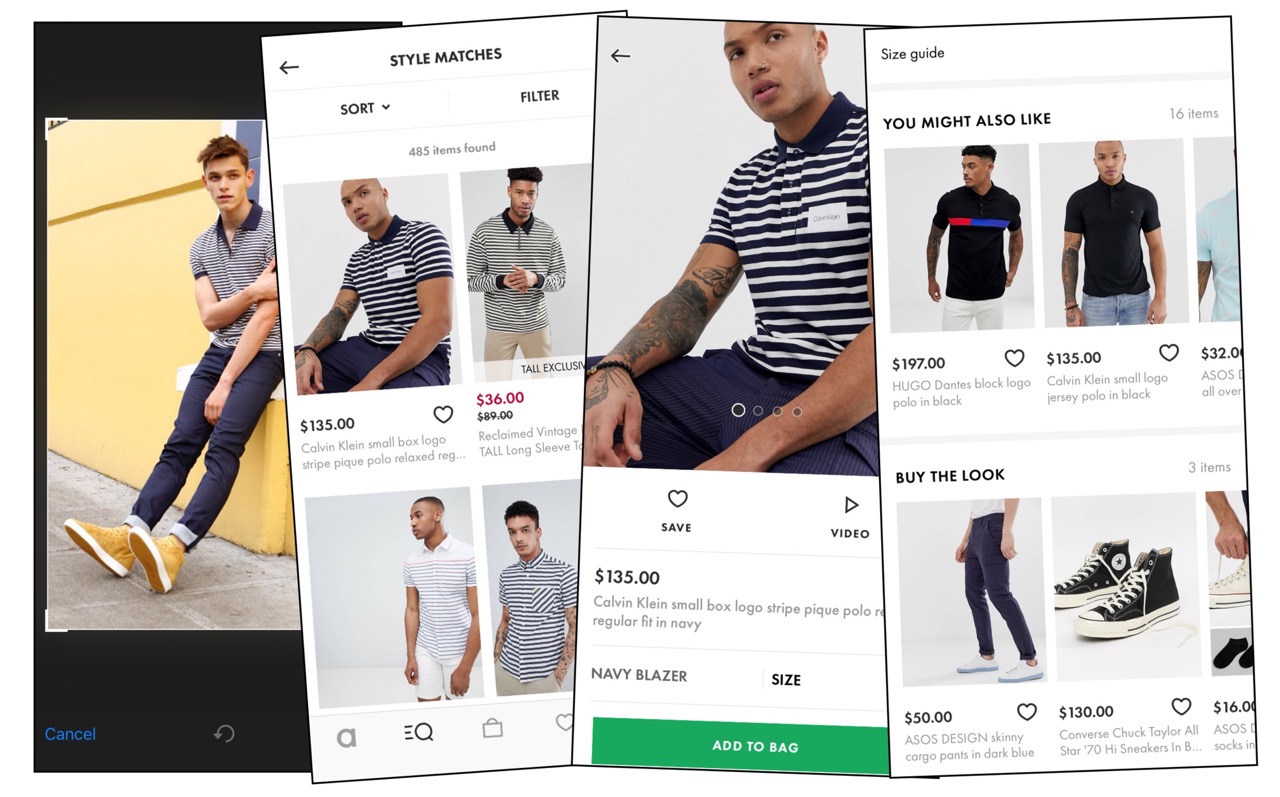 Cancel
STYLE MATCHES
SORT
FILTER
485 items found
TALL
$135.00
Calvin Klein small box logo
stripe pique polo relaxed reg...
$36.00
$89.00
Reclaimed Vintage
TALL Long Sleeve
a
Calvin Klein
SAVE
VIDEO
$135.00
Calvin Klein small box logo stripe pique polo
regular fit in navy
NAVY BLAZER
SIZE
ADD TO BAG
Size guide
YOU MIGHT ALSO LIKE
16 items
$197.00
HUGO Dantes block logo
polo in black
$135.00
Calvin Klein small logo
jersey polo in black
$32.0
ASOS
all over
BUY THE LOOK
3 items
$50.00
ASOS DESIGN skinny
cargo pants in dark blue
$130.00
Converse Chuck Taylor All
Star '70 Hi Sneakers In B...
$16.0
ASOS
socks in